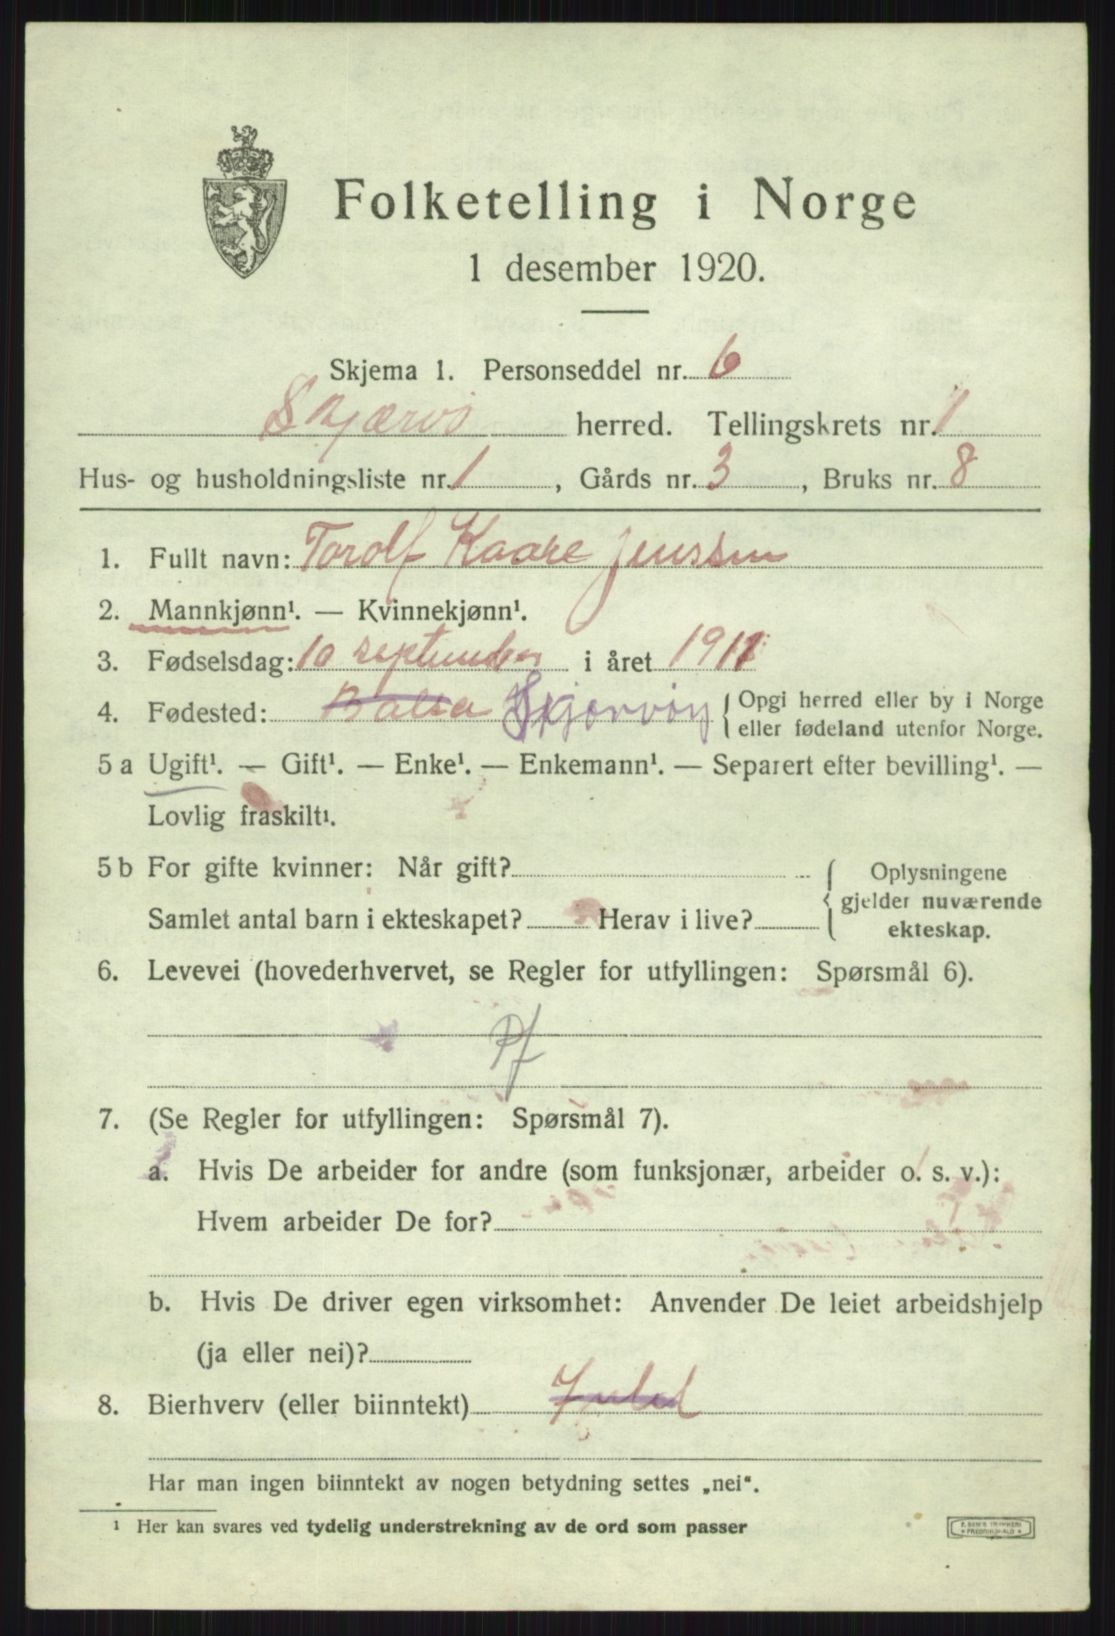 Folketelling i Norge
1 desember 1920.
Skjema 1. Personseddel nr. 6
Skjærvö herred. Tellingskrets nr. 1
Hus- og husholdningsliste nr. 1, Gårds nr. 3, Bruks nr. 8
1. Fullt navn: Torolf Kaare Jenssen
2. Mannkjønn¹. — Kvinnekjønn¹.
3. Fødselsdag: 10 september i året 1911
4. Fødested: Balsa Skjærvöy { Opgi herred eller by i Norge
eller fødeland utenfor Norge.
5 a Ugift¹. — Gift¹. — Enke¹. — Enkemann¹. — Separert efter bevilling¹. —
Lovlig fraskilt¹.
5 b For gifte kvinner: Når gift? { Oplysningene
gjelder nuværende
Samlet antal barn i ekteskapet? Herav i live? ekteskap.
6. Levevei (hovederhvervet, se Regler for utfyllingen: Spørsmål 6).
Pf
7. (Se Regler for utfyllingen: Spørsmål 7).
a. Hvis De arbeider for andre (som funksjonær, arbeider o. s. v.):
Hvem arbeider De for?
b. Hvis De driver egen virksomhet: Anvender De leiet arbeidshjelp
(ja eller nei)?
8. Bierhverv (eller biinntekt)
Har man ingen biinntekt av nogen betydning settes „nei“.
¹ Her kan svares ved tydelig understrekning av de ord som passer